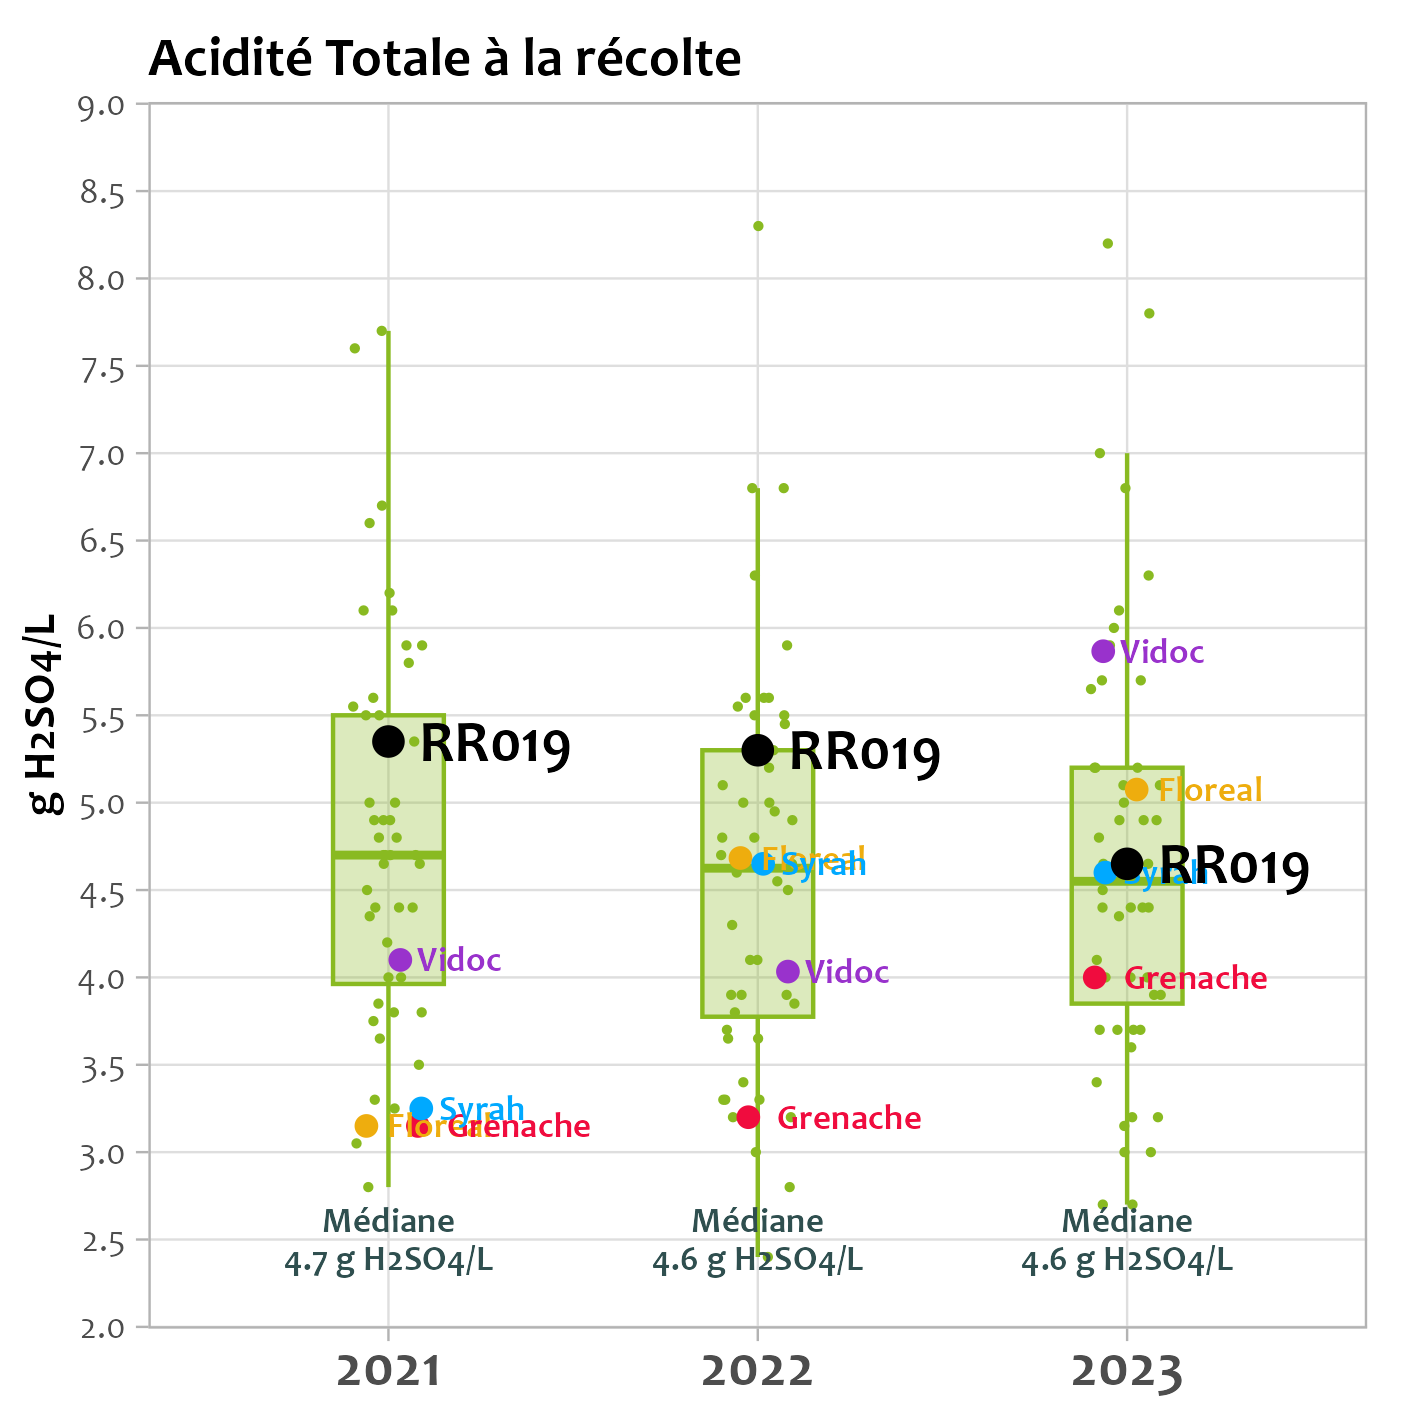 Acidité Totale à la récolte
g H2SO4/L
9.0
8.5
8.0
7.5
7.0
6.5
6.0
5.5
5.0
4.5
4.0
3.5
3.0
2.5
2.0
RR019
Vidoc
Syrah
Floreal
Grenache
Médiane
4.7 g H2SO4/L
RR019
Floreal
Syrah
Vidoc
Grenache
Médiane
4.6 g H2SO4/L
Vidoc
Floreal
RR019
Syrah
Grenache
Médiane
4.6 g H2SO4/L
2021
2022
2023